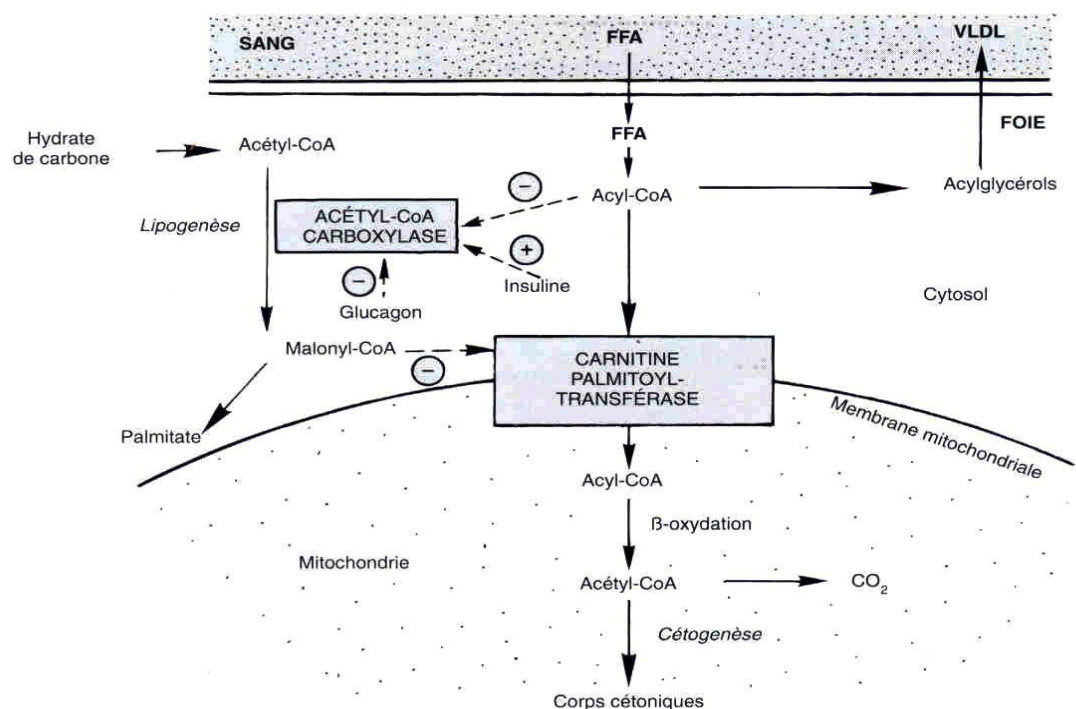 SANG
FFA
VLDL
FOIE
Hydrate
de carbone
Acétyl-CoA
FFA
Acyl-CoA
Acylglycérols
−
Lipogenèse
ACÉTYL-CoA
CARBOXYLASE
+
−
Insuline
Glucagon
Cytosol
Malonyl-CoA
−
CARNITINE
PALMITOYL-
TRANSFÉRASE
Membrane mitochondriale
Palmitate
Acyl-CoA
ß-oxydation
Mitochondrie
Acétyl-CoA
CO₂
Cétogenèse
Corps cétoniques